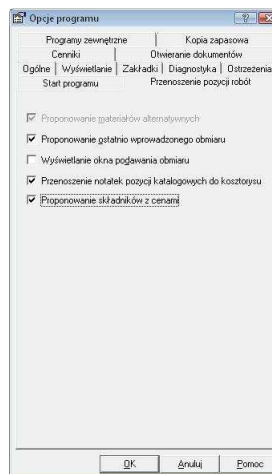 Opcje programu
Programy zewnętrzne Kopia zapasowa
Cenniki Otwieranie dokumentów
Ogólne Wyświetlanie Zakładki Diagnostyka Ostrzeżenia
Start programu Przenoszenie pozycji robót
Proponowanie materiałów alternatywnych
Proponowanie ostatnio wprowadzonego obmiaru
Wyświetlanie okna podawania obmiaru
Przenoszenie notatek pozycji katalogowych do kosztorysu
Proponowanie składników z cenami
OK Anuluj Pomoc